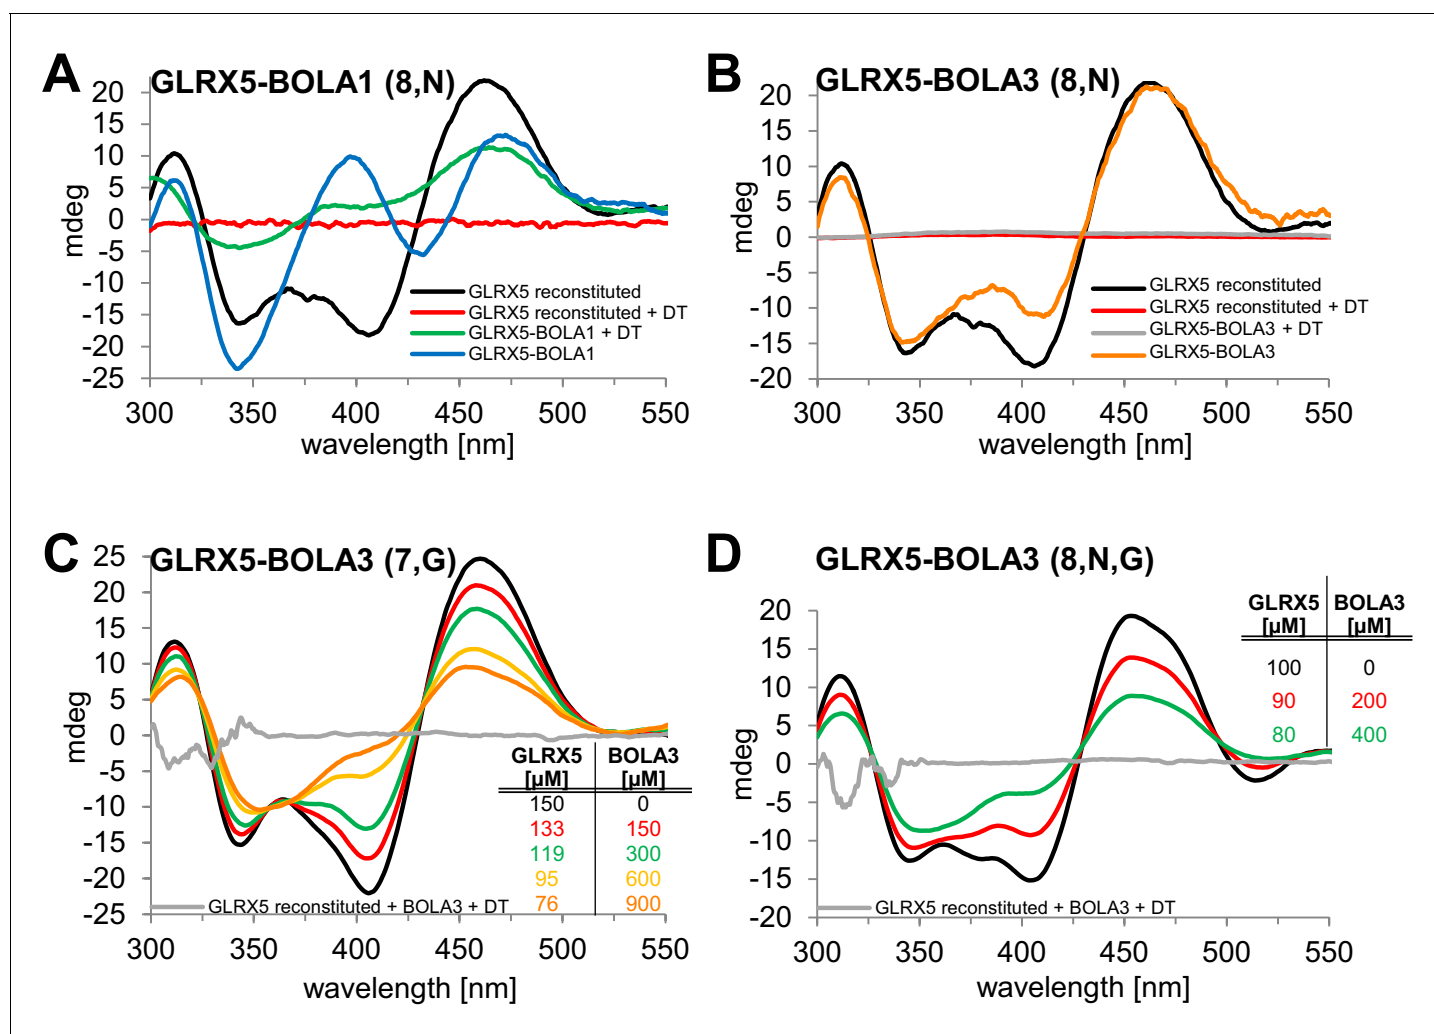 A GLRX5-BOLA1 (8,N)
mdeg
20
15
10
5
0
-5
-10
-15
-20
-25
GLRX5 reconstituted
GLRX5 reconstituted + DT
GLRX5-BOLA1 + DT
GLRX5-BOLA1
300 350 400 450 500 550
wavelength [nm]
B GLRX5-BOLA3 (8,N)
mdeg
20
15
10
5
0
-5
-10
-15
-20
GLRX5 reconstituted
GLRX5 reconstituted + DT
GLRX5-BOLA3 + DT
GLRX5-BOLA3
300 350 400 450 500 550
wavelength [nm]
C GLRX5-BOLA3 (7,G)
mdeg
25
20
15
10
5
0
-5
-10
-15
-20
-25
GLRX5 BOLA3
[µM] [µM]
150 0
133 150
119 300
95 600
76 900
GLRX5 reconstituted + BOLA3 + DT
300 350 400 450 500 550
wavelength [nm]
D GLRX5-BOLA3 (8,N,G)
mdeg
20
15
10
5
0
-5
-10
-15
-20
GLRX5 BOLA3
[µM] [µM]
100 0
90 200
80 400
GLRX5 reconstituted + BOLA3 + DT
300 350 400 450 500 550
wavelength [nm]